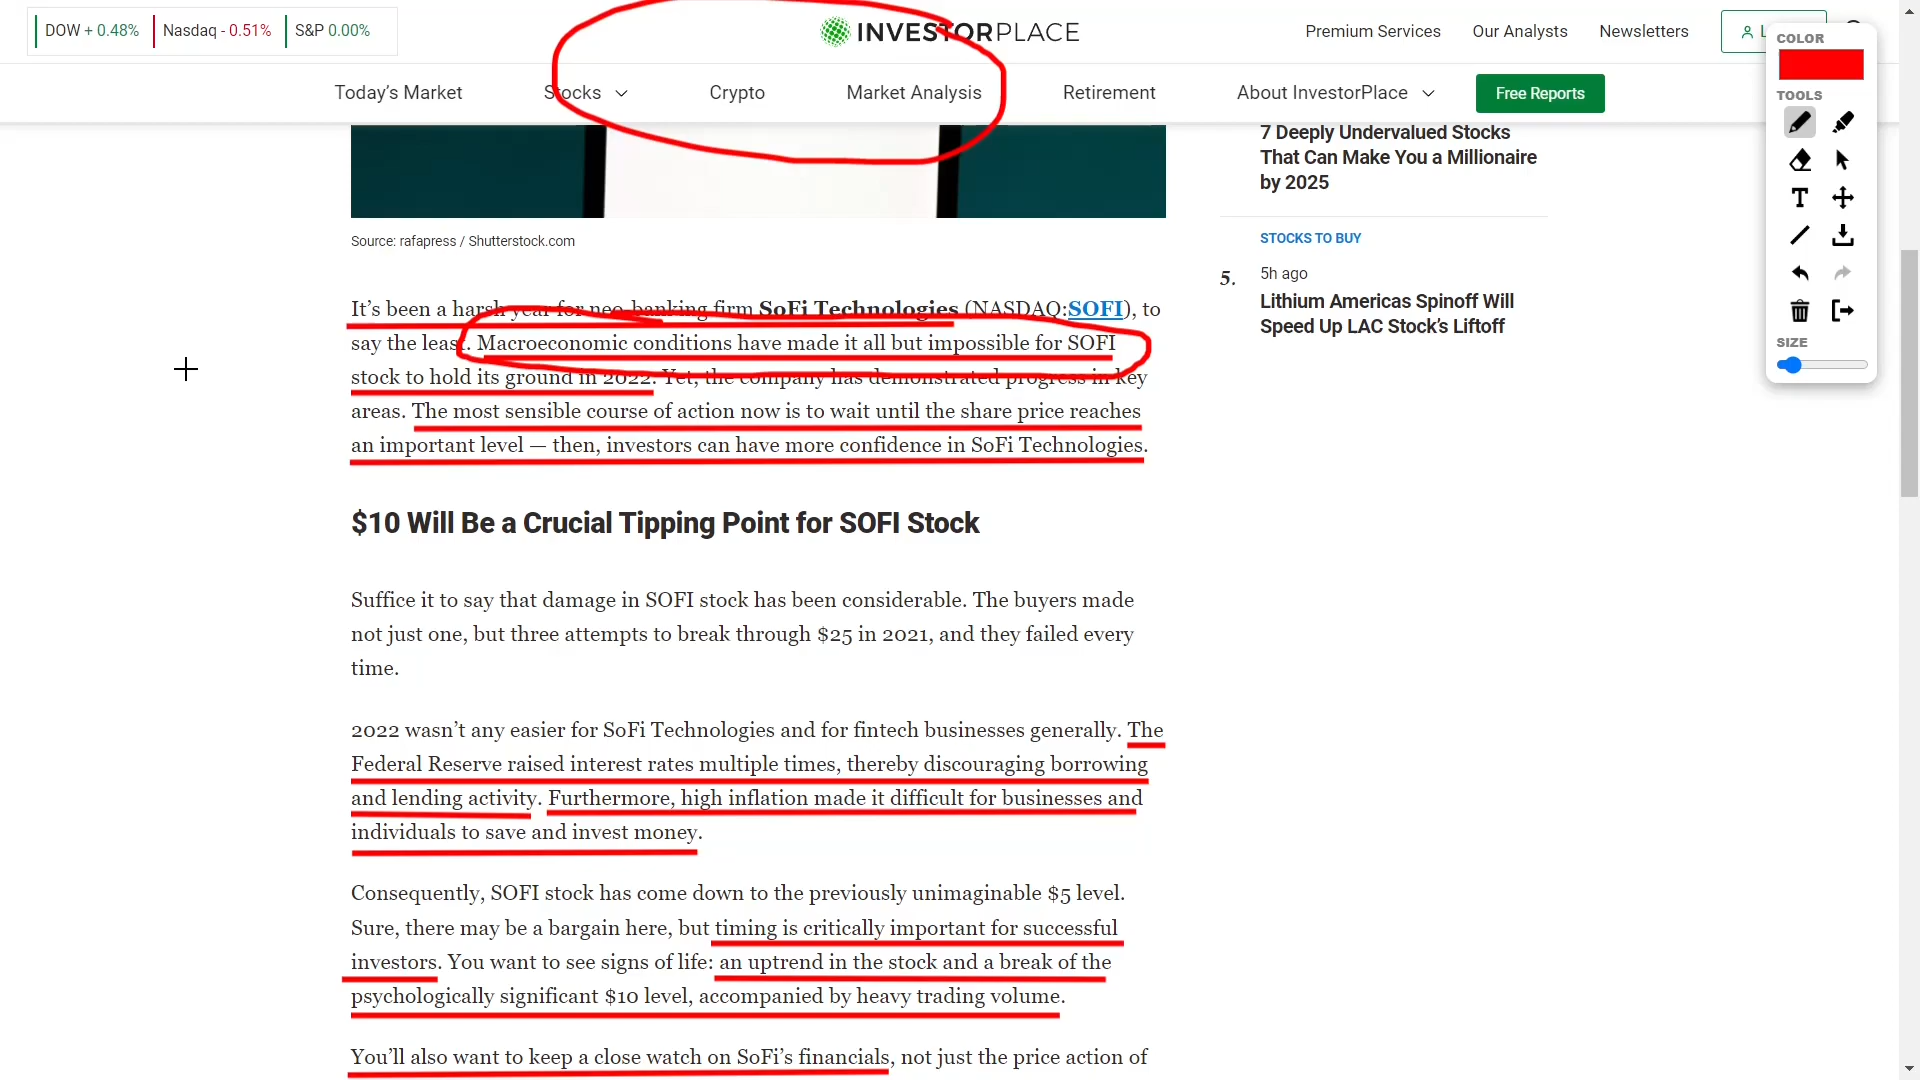 DOW + 0.48% Nasdaq - 0.51% S&P 0.00%
INVESTORPLACE
Premium Services Our Analysts Newsletters
Today’s Market Stocks Crypto Market Analysis Retirement About InvestorPlace Free Reports
COLOR
TOOLS
SIZE
Source: rafapress / Shutterstock.com
It’s been a harsh year for neo-banking firm SoFi Technologies (NASDAQ:SOFI), to
say the least. Macroeconomic conditions have made it all but impossible for SOFI
stock to hold its ground in 2022. Yet, the company has demonstrated progress in key
areas. The most sensible course of action now is to wait until the share price reaches
an important level — then, investors can have more confidence in SoFi Technologies.
$10 Will Be a Crucial Tipping Point for SOFI Stock
Suffice it to say that damage in SOFI stock has been considerable. The buyers made
not just one, but three attempts to break through $25 in 2021, and they failed every
time.
2022 wasn’t any easier for SoFi Technologies and for fintech businesses generally. The
Federal Reserve raised interest rates multiple times, thereby discouraging borrowing
and lending activity. Furthermore, high inflation made it difficult for businesses and
individuals to save and invest money.
Consequently, SOFI stock has come down to the previously unimaginable $5 level.
Sure, there may be a bargain here, but timing is critically important for successful
investors. You want to see signs of life: an uptrend in the stock and a break of the
psychologically significant $10 level, accompanied by heavy trading volume.
You’ll also want to keep a close watch on SoFi’s financials, not just the price action of
7 Deeply Undervalued Stocks
That Can Make You a Millionaire
by 2025
STOCKS TO BUY
5. 5h ago
Lithium Americas Spinoff Will
Speed Up LAC Stock’s Liftoff